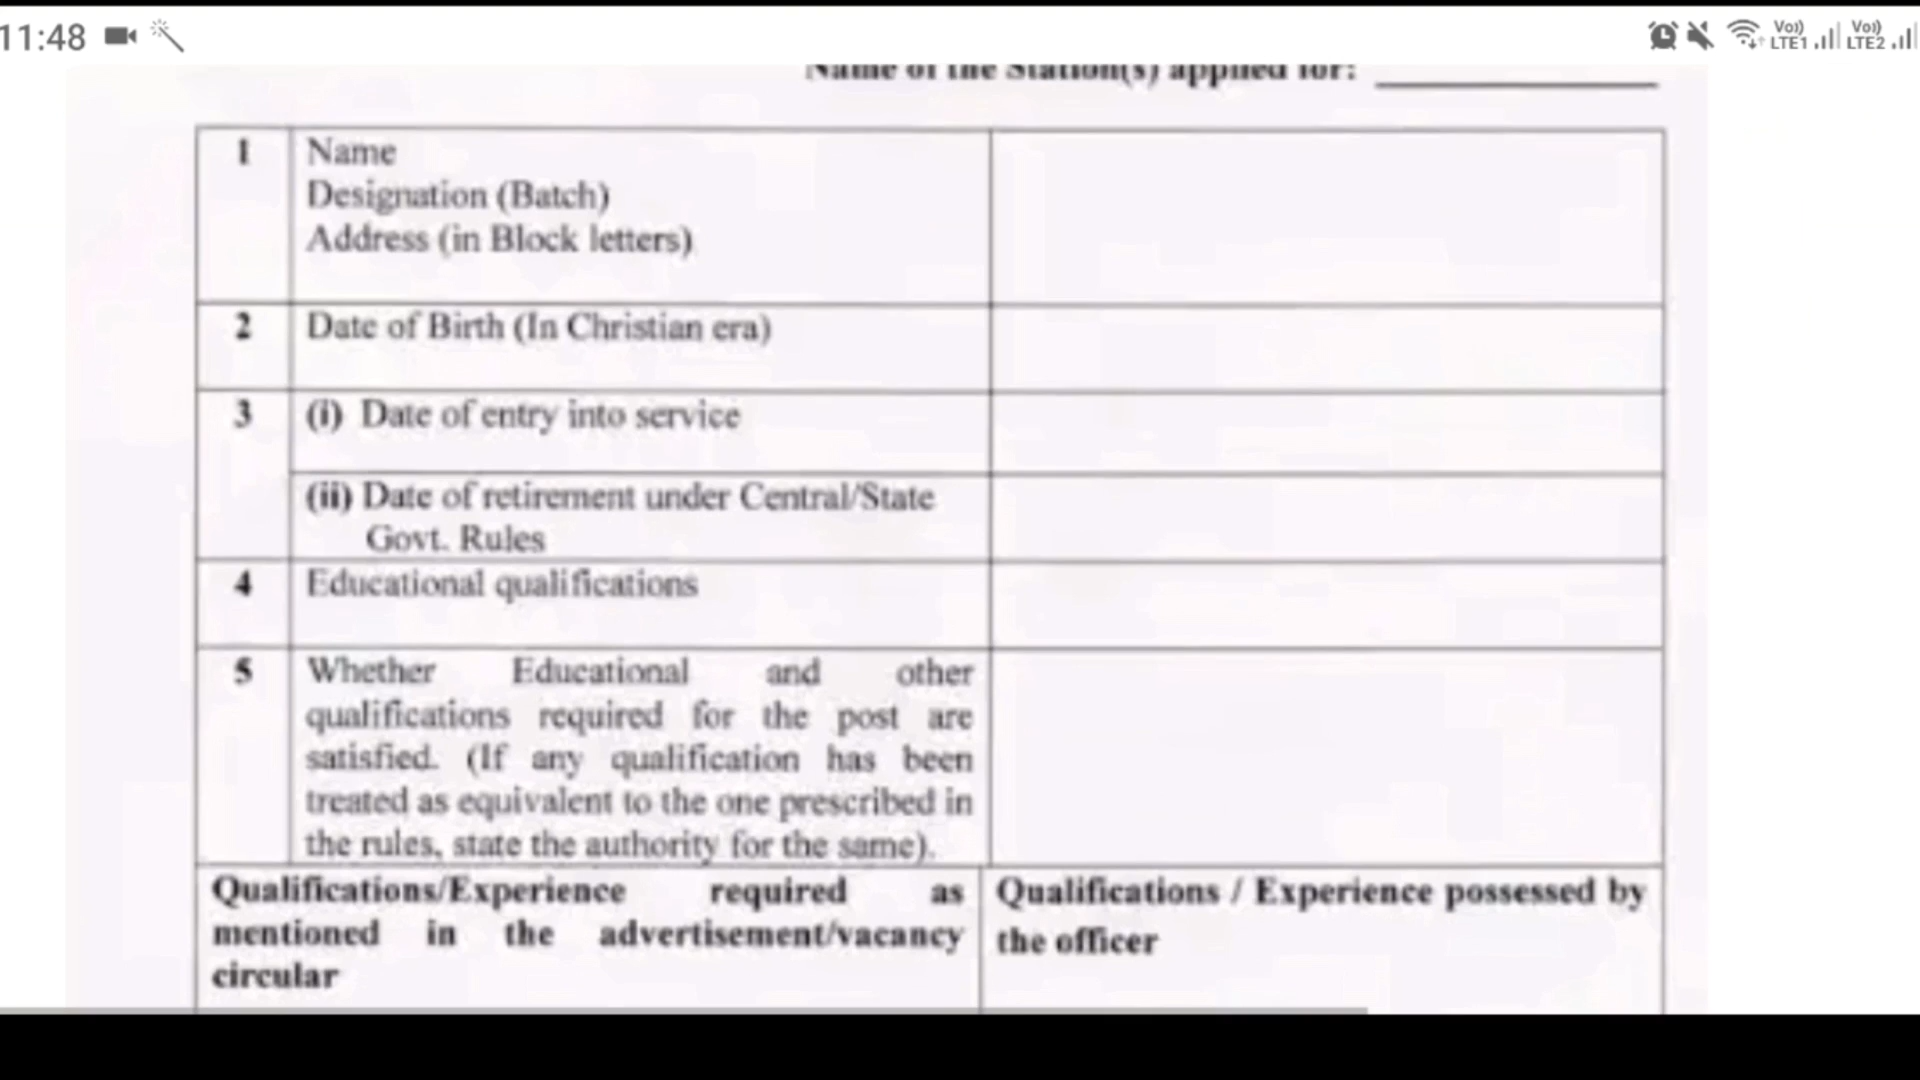 11:48
Vo))
LTE1
Vo))
LTE2
Name of the Station(s) applied for:
1
Name
Designation (Batch)
Address (in Block letters)
2
Date of Birth (In Christian era)
3
(i) Date of entry into service
(ii) Date of retirement under Central/State
Govt. Rules
4
Educational qualifications
5
Whether Educational and other
qualifications required for the post are
satisfied. (If any qualification has been
treated as equivalent to the one prescribed in
the rules, state the authority for the same).
Qualifications/Experience required as
mentioned in the advertisement/vacancy
circular
Qualifications / Experience possessed by
the officer